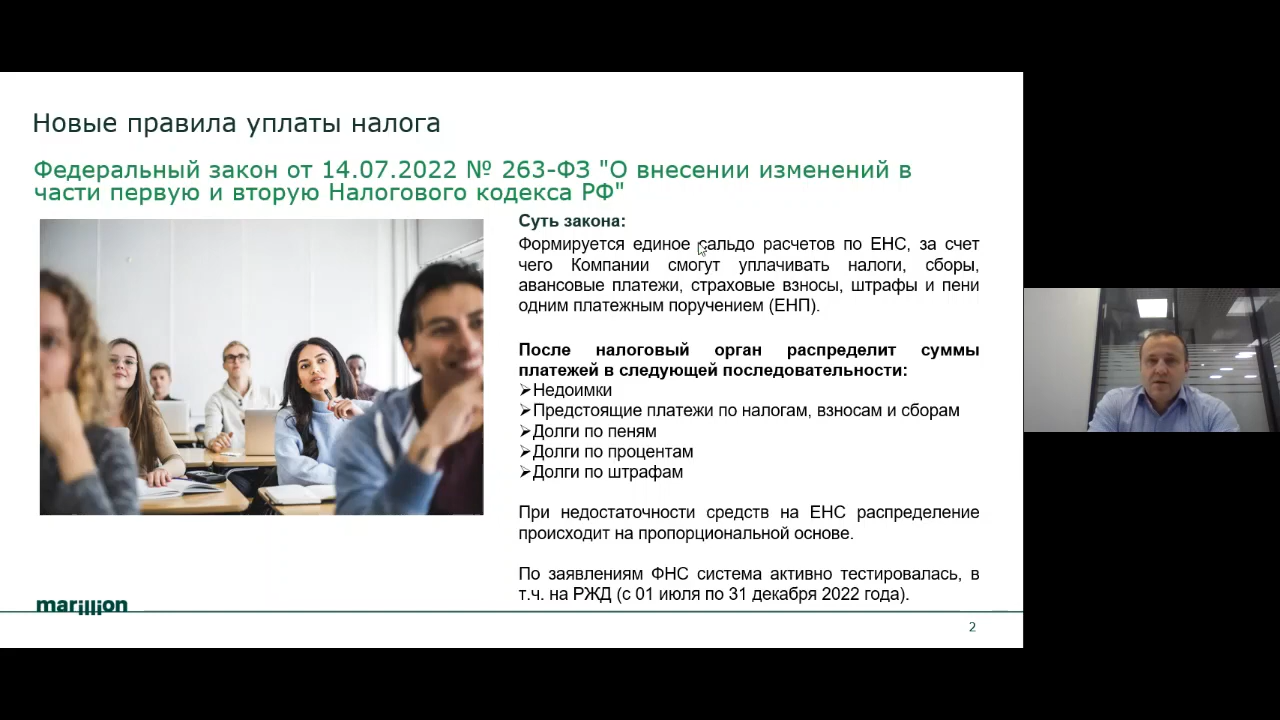 Новые правила уплаты налога
Федеральный закон от 14.07.2022 № 263-ФЗ "О внесении изменений в
части первую и вторую Налогового кодекса РФ"
Суть закона:
Формируется единое сальдо расчетов по ЕНС, за счет
чего Компании смогут уплачивать налоги, сборы,
авансовые платежи, страховые взносы, штрафы и пени
одним платежным поручением (ЕНП).
После налоговый орган распределит суммы
платежей в следующей последовательности:
➢Недоимки
➢Предстоящие платежи по налогам, взносам и сборам
➢Долги по пеням
➢Долги по процентам
➢Долги по штрафам
При недостаточности средств на ЕНС распределение
происходит на пропорциональной основе.
По заявлениям ФНС система активно тестировалась, в
т.ч. на РЖД (с 01 июля по 31 декабря 2022 года).
marillion
2